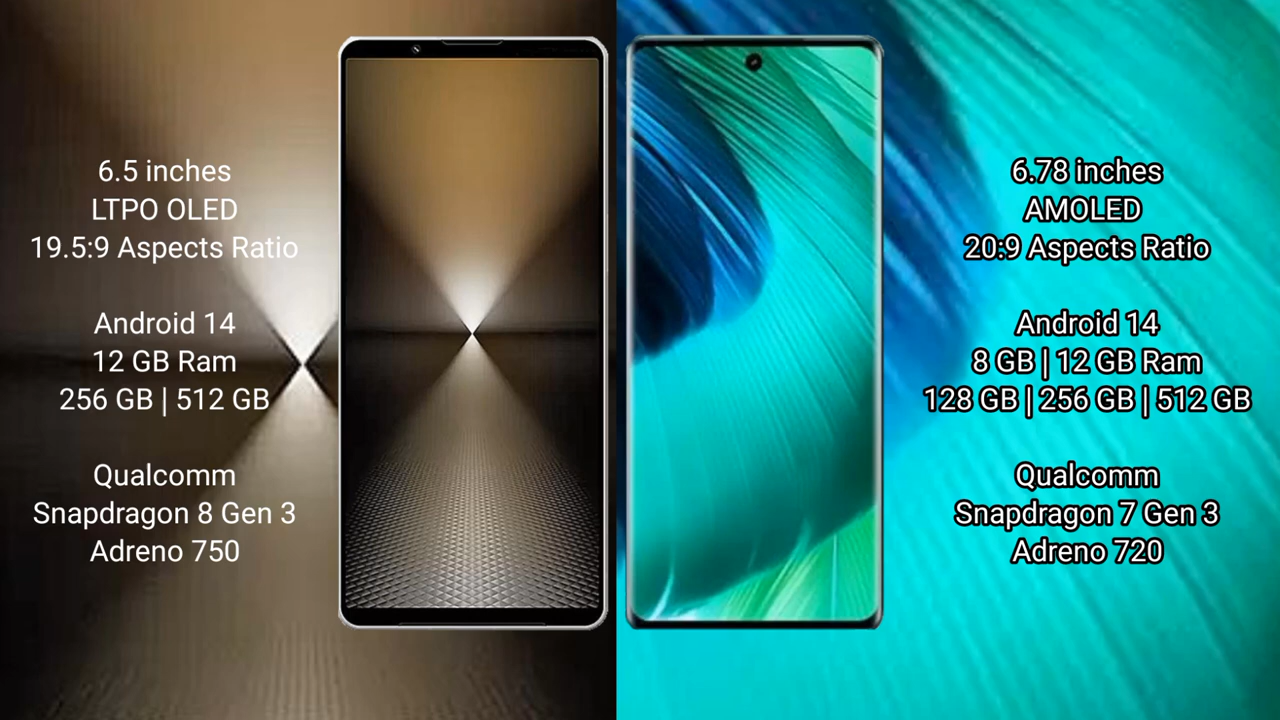 6.5 inches
LTPO OLED
19.5:9 Aspects Ratio
Android 14
12 GB Ram
256 GB | 512 GB
Qualcomm
Snapdragon 8 Gen 3
Adreno 750
6.78 inches
AMOLED
20:9 Aspects Ratio
Android 14
8 GB | 12 GB Ram
128 GB | 256 GB | 512 GB
Qualcomm
Snapdragon 7 Gen 3
Adreno 720